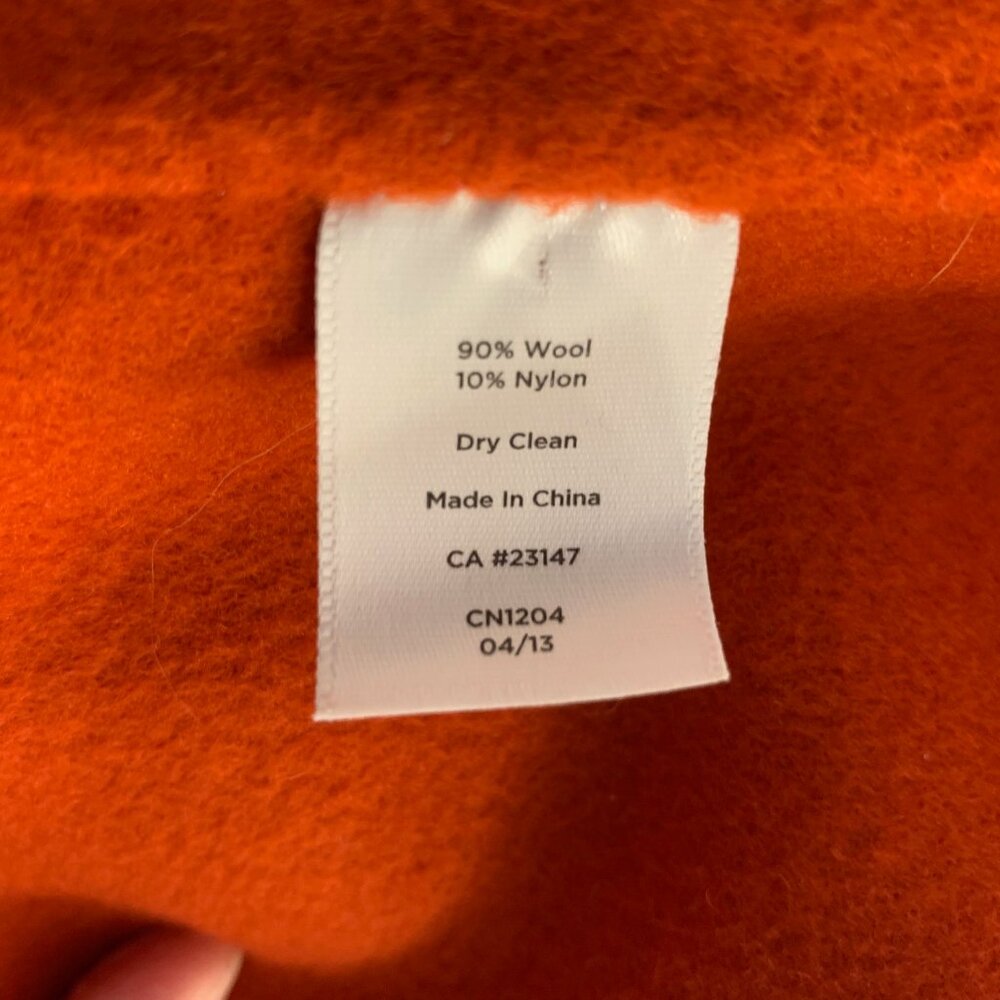 90% Wool
10% Nylon
Dry Clean
Made In China
CA #23147
CN1204
04/13